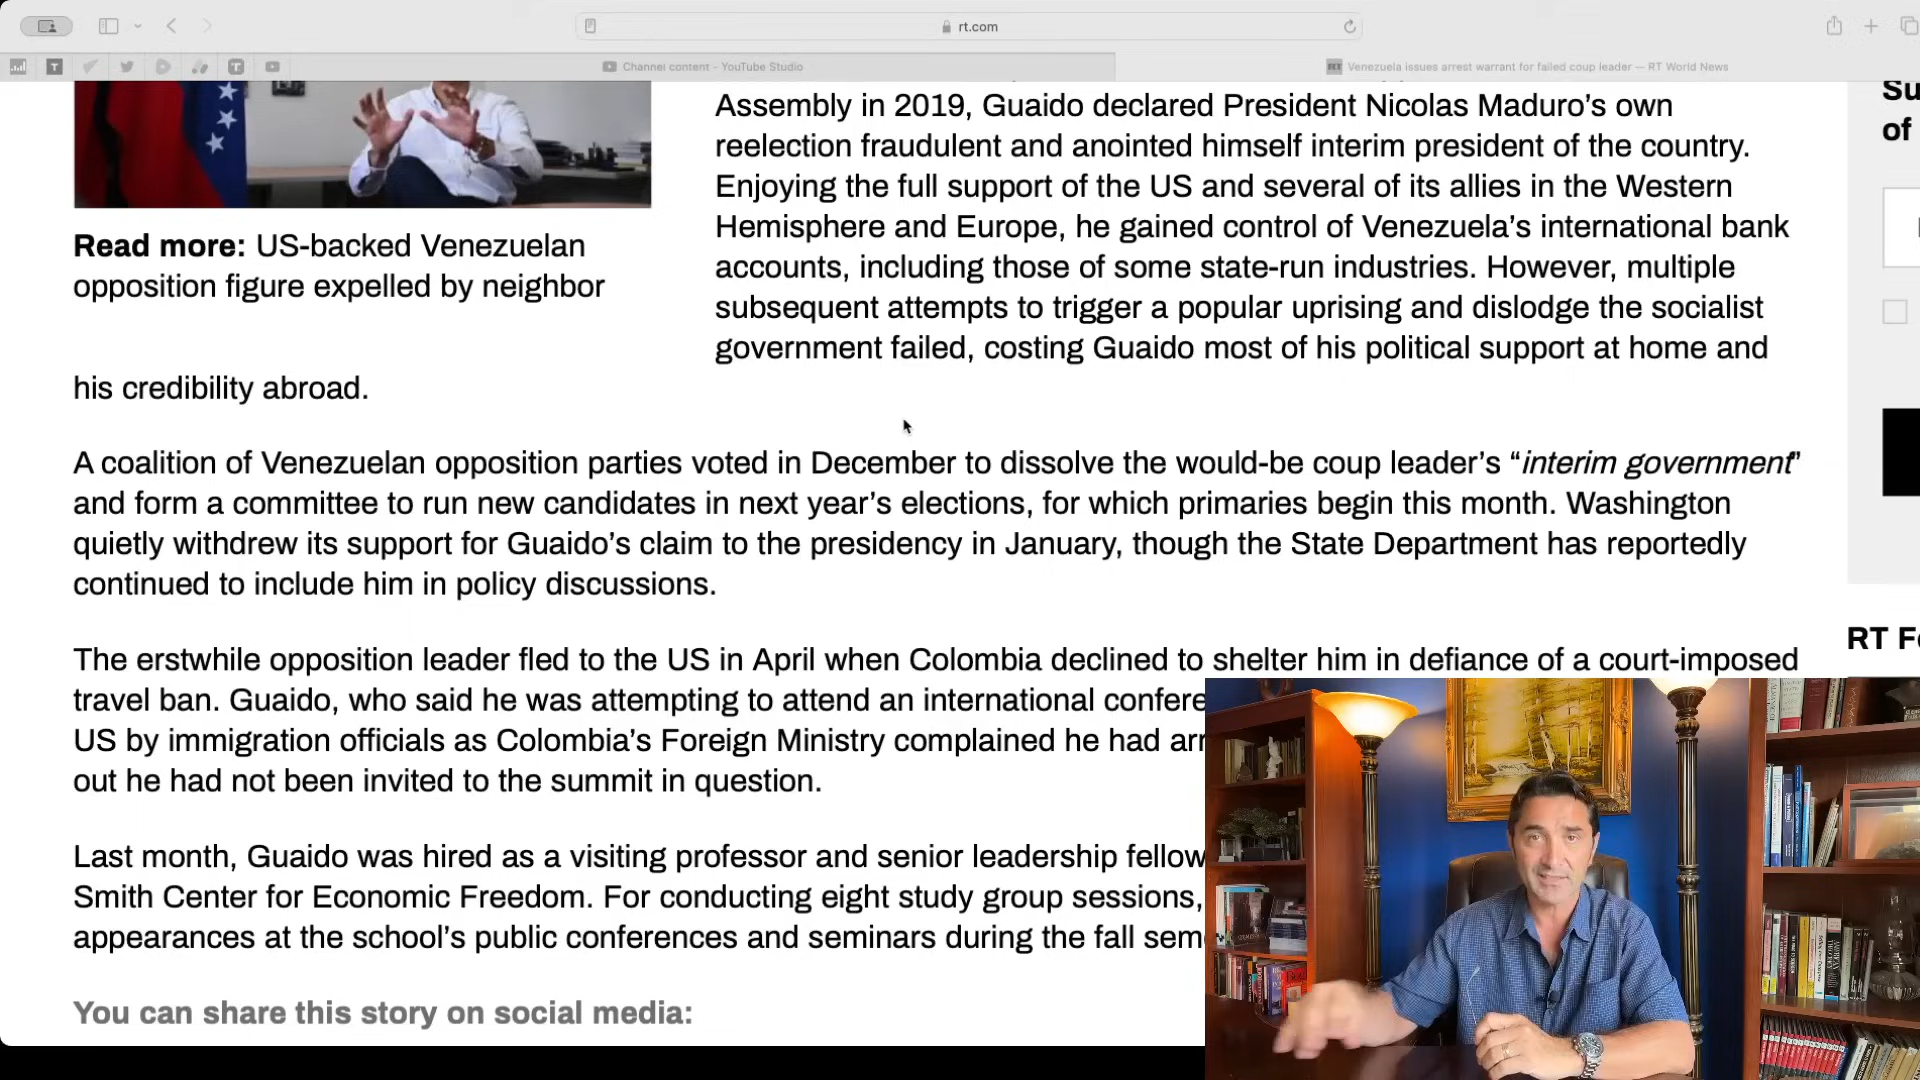 rt.com
Channel content - YouTube Studio
Venezuela issues arrest warrant for failed coup leader — RT World News
Assembly in 2019, Guaido declared President Nicolas Maduro’s own
reelection fraudulent and anointed himself interim president of the country.
Enjoying the full support of the US and several of its allies in the Western
Hemisphere and Europe, he gained control of Venezuela’s international bank
accounts, including those of some state-run industries. However, multiple
subsequent attempts to trigger a popular uprising and dislodge the socialist
government failed, costing Guaido most of his political support at home and
his credibility abroad.
Read more: US-backed Venezuelan
opposition figure expelled by neighbor
A coalition of Venezuelan opposition parties voted in December to dissolve the would-be coup leader’s “interim government”
and form a committee to run new candidates in next year’s elections, for which primaries begin this month. Washington
quietly withdrew its support for Guaido’s claim to the presidency in January, though the State Department has reportedly
continued to include him in policy discussions.
The erstwhile opposition leader fled to the US in April when Colombia declined to shelter him in defiance of a court-imposed
travel ban. Guaido, who said he was attempting to attend an international confere
US by immigration officials as Colombia’s Foreign Ministry complained he had arr
out he had not been invited to the summit in question.
Last month, Guaido was hired as a visiting professor and senior leadership fellow
Smith Center for Economic Freedom. For conducting eight study group sessions,
appearances at the school’s public conferences and seminars during the fall sem
You can share this story on social media:
Su
of
RT F